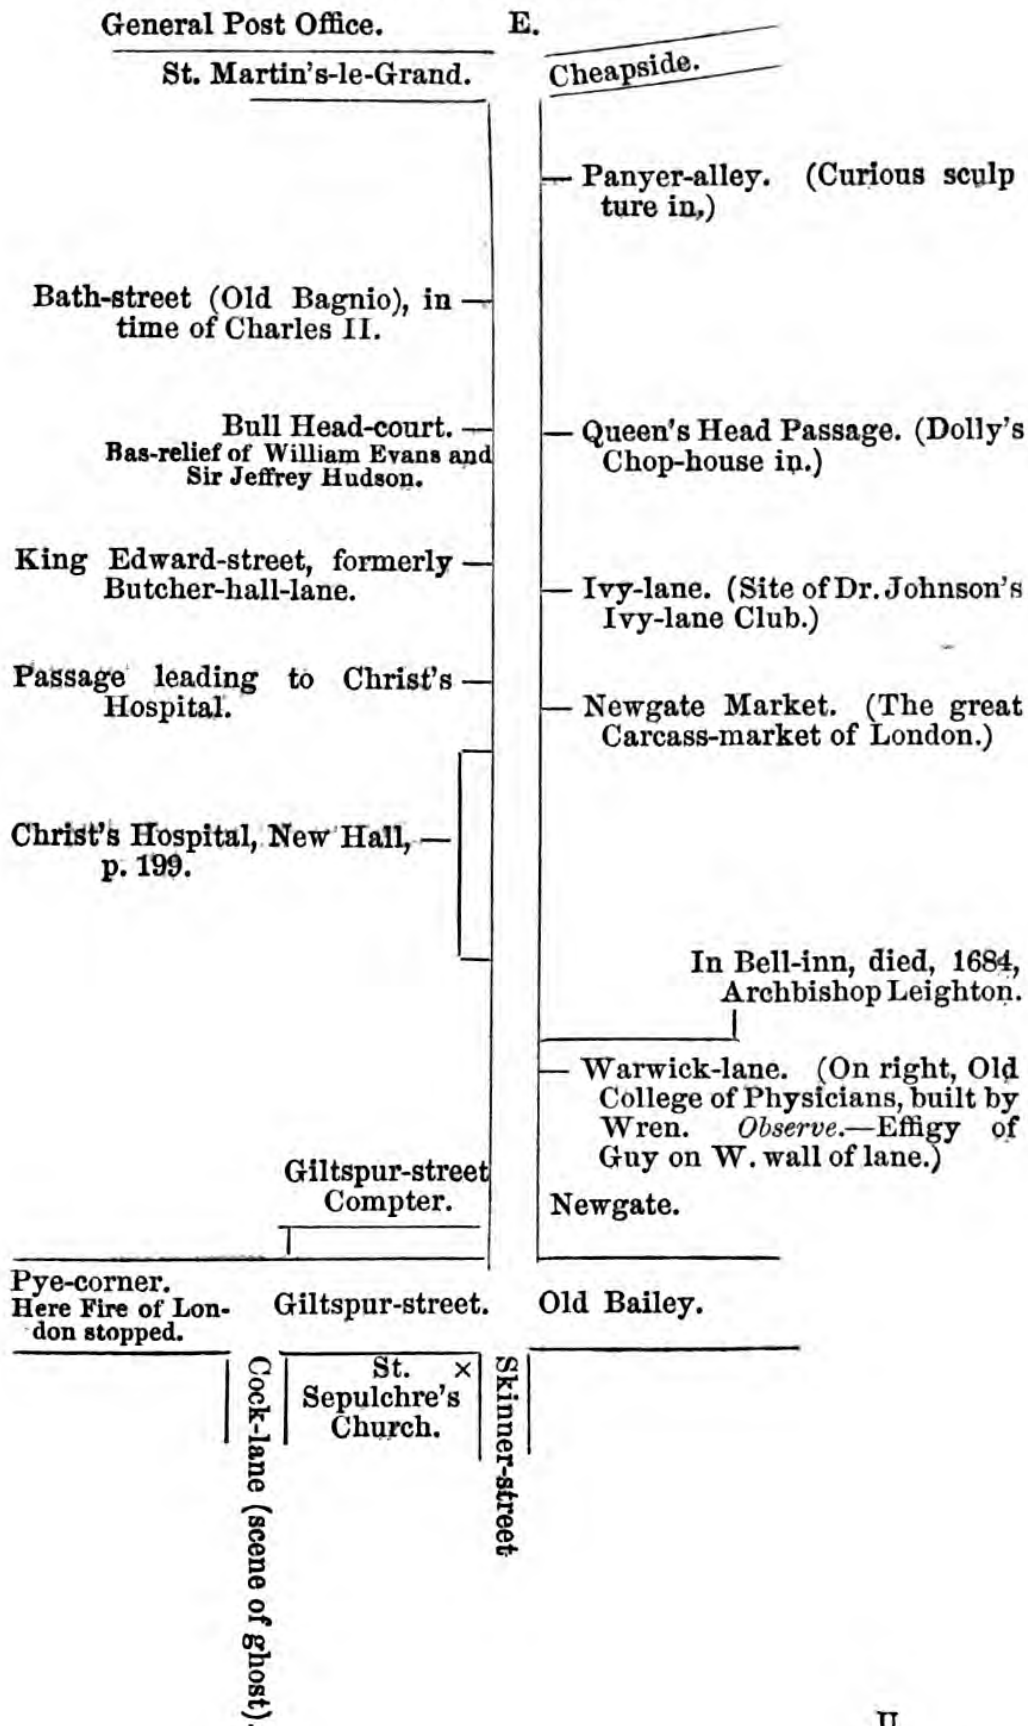 General Post Office. E.
St. Martin's-le-Grand. Cheapside.
Panyer-alley. (Curious sculp
ture in,)
Bath-street (Old Bagnio), in
time of Charles II.
Bull Head-court.
Bas-relief of William Evans and
Sir Jeffrey Hudson.
Queen's Head Passage. (Dolly's
Chop-house in.)
King Edward-street, formerly
Butcher-hall-lane.
Ivy-lane. (Site of Dr. Johnson's
Ivy-lane Club.)
Passage leading to Christ's
Hospital.
Newgate Market. (The great
Carcass-market of London.)
Christ's Hospital, New Hall,
p. 199.
In Bell-inn, died, 1684,
Archbishop Leighton.
Warwick-lane. (On right, Old
College of Physicians, built by
Wren. Observe.—Effigy of
Guy on W. wall of lane.)
Giltspur-street
Compter.
Newgate.
Pye-corner.
Here Fire of Lon-
don stopped.
Giltspur-street. Old Bailey.
Cock-lane (scene of ghost).
St. ×
Sepulchre's
Church.
Skinner-street
U